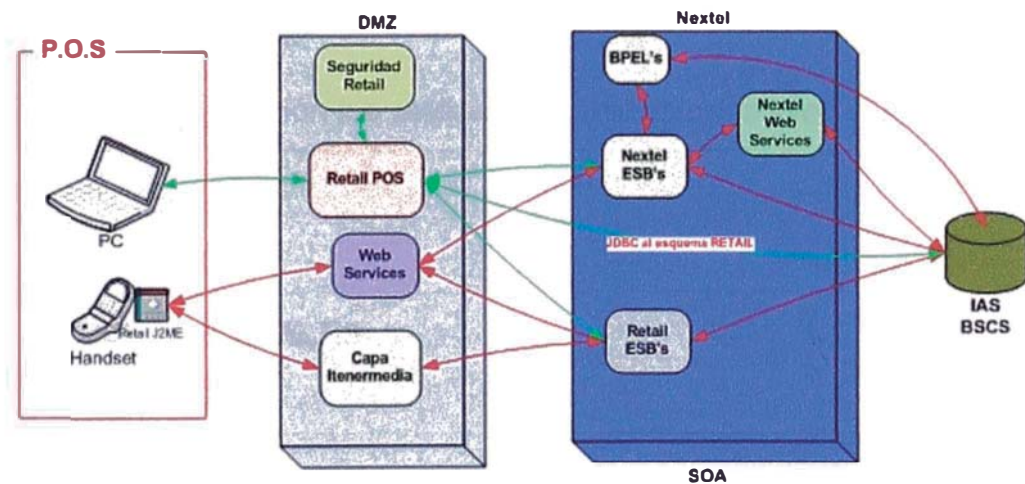 P.O.S
PC
Retail J2ME
Handset
DMZ
Seguridad
Retail
Retail POS
Web
Services
Capa
Itenermedia
Nextel
BPEL's
Nextel
Web
Services
Nextel
ESB's
JDBC al esquema RETAIL
Retail
ESB's
SOA
IAS
BSCS